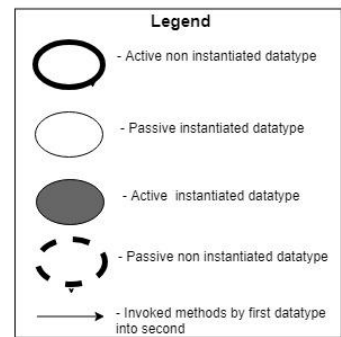 Legend
- Active non instantiated datatype
- Passive instantiated datatype
- Active instantiated datatype
- Passive non instantiated datatype
- Invoked methods by first datatype
into second